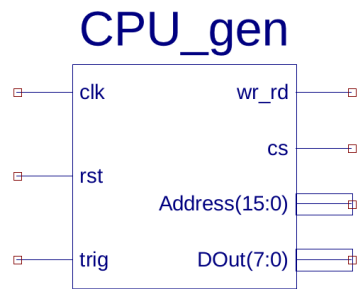 CPU_gen
clk wr_rd
cs
rst
Address(15:0)
trig DOut(7:0)